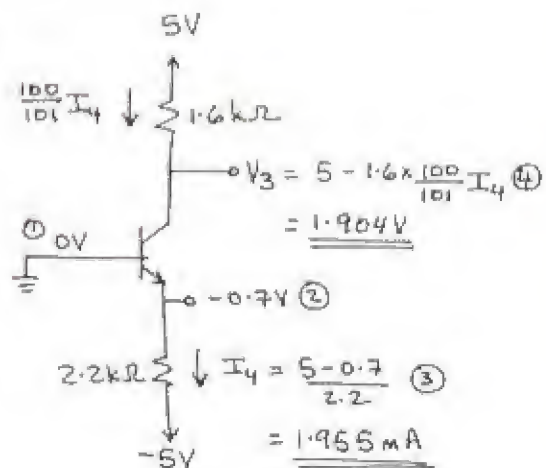 5V
100/101 I₄ ↓ 1.6kΩ
V₃ = 5 - 1.6 × 100/101 I₄ ④
= 1.904V
① 0V
-0.7V ②
2.2kΩ ↓ I₄ = 5-0.7/2.2 ③
= 1.955mA
-5V